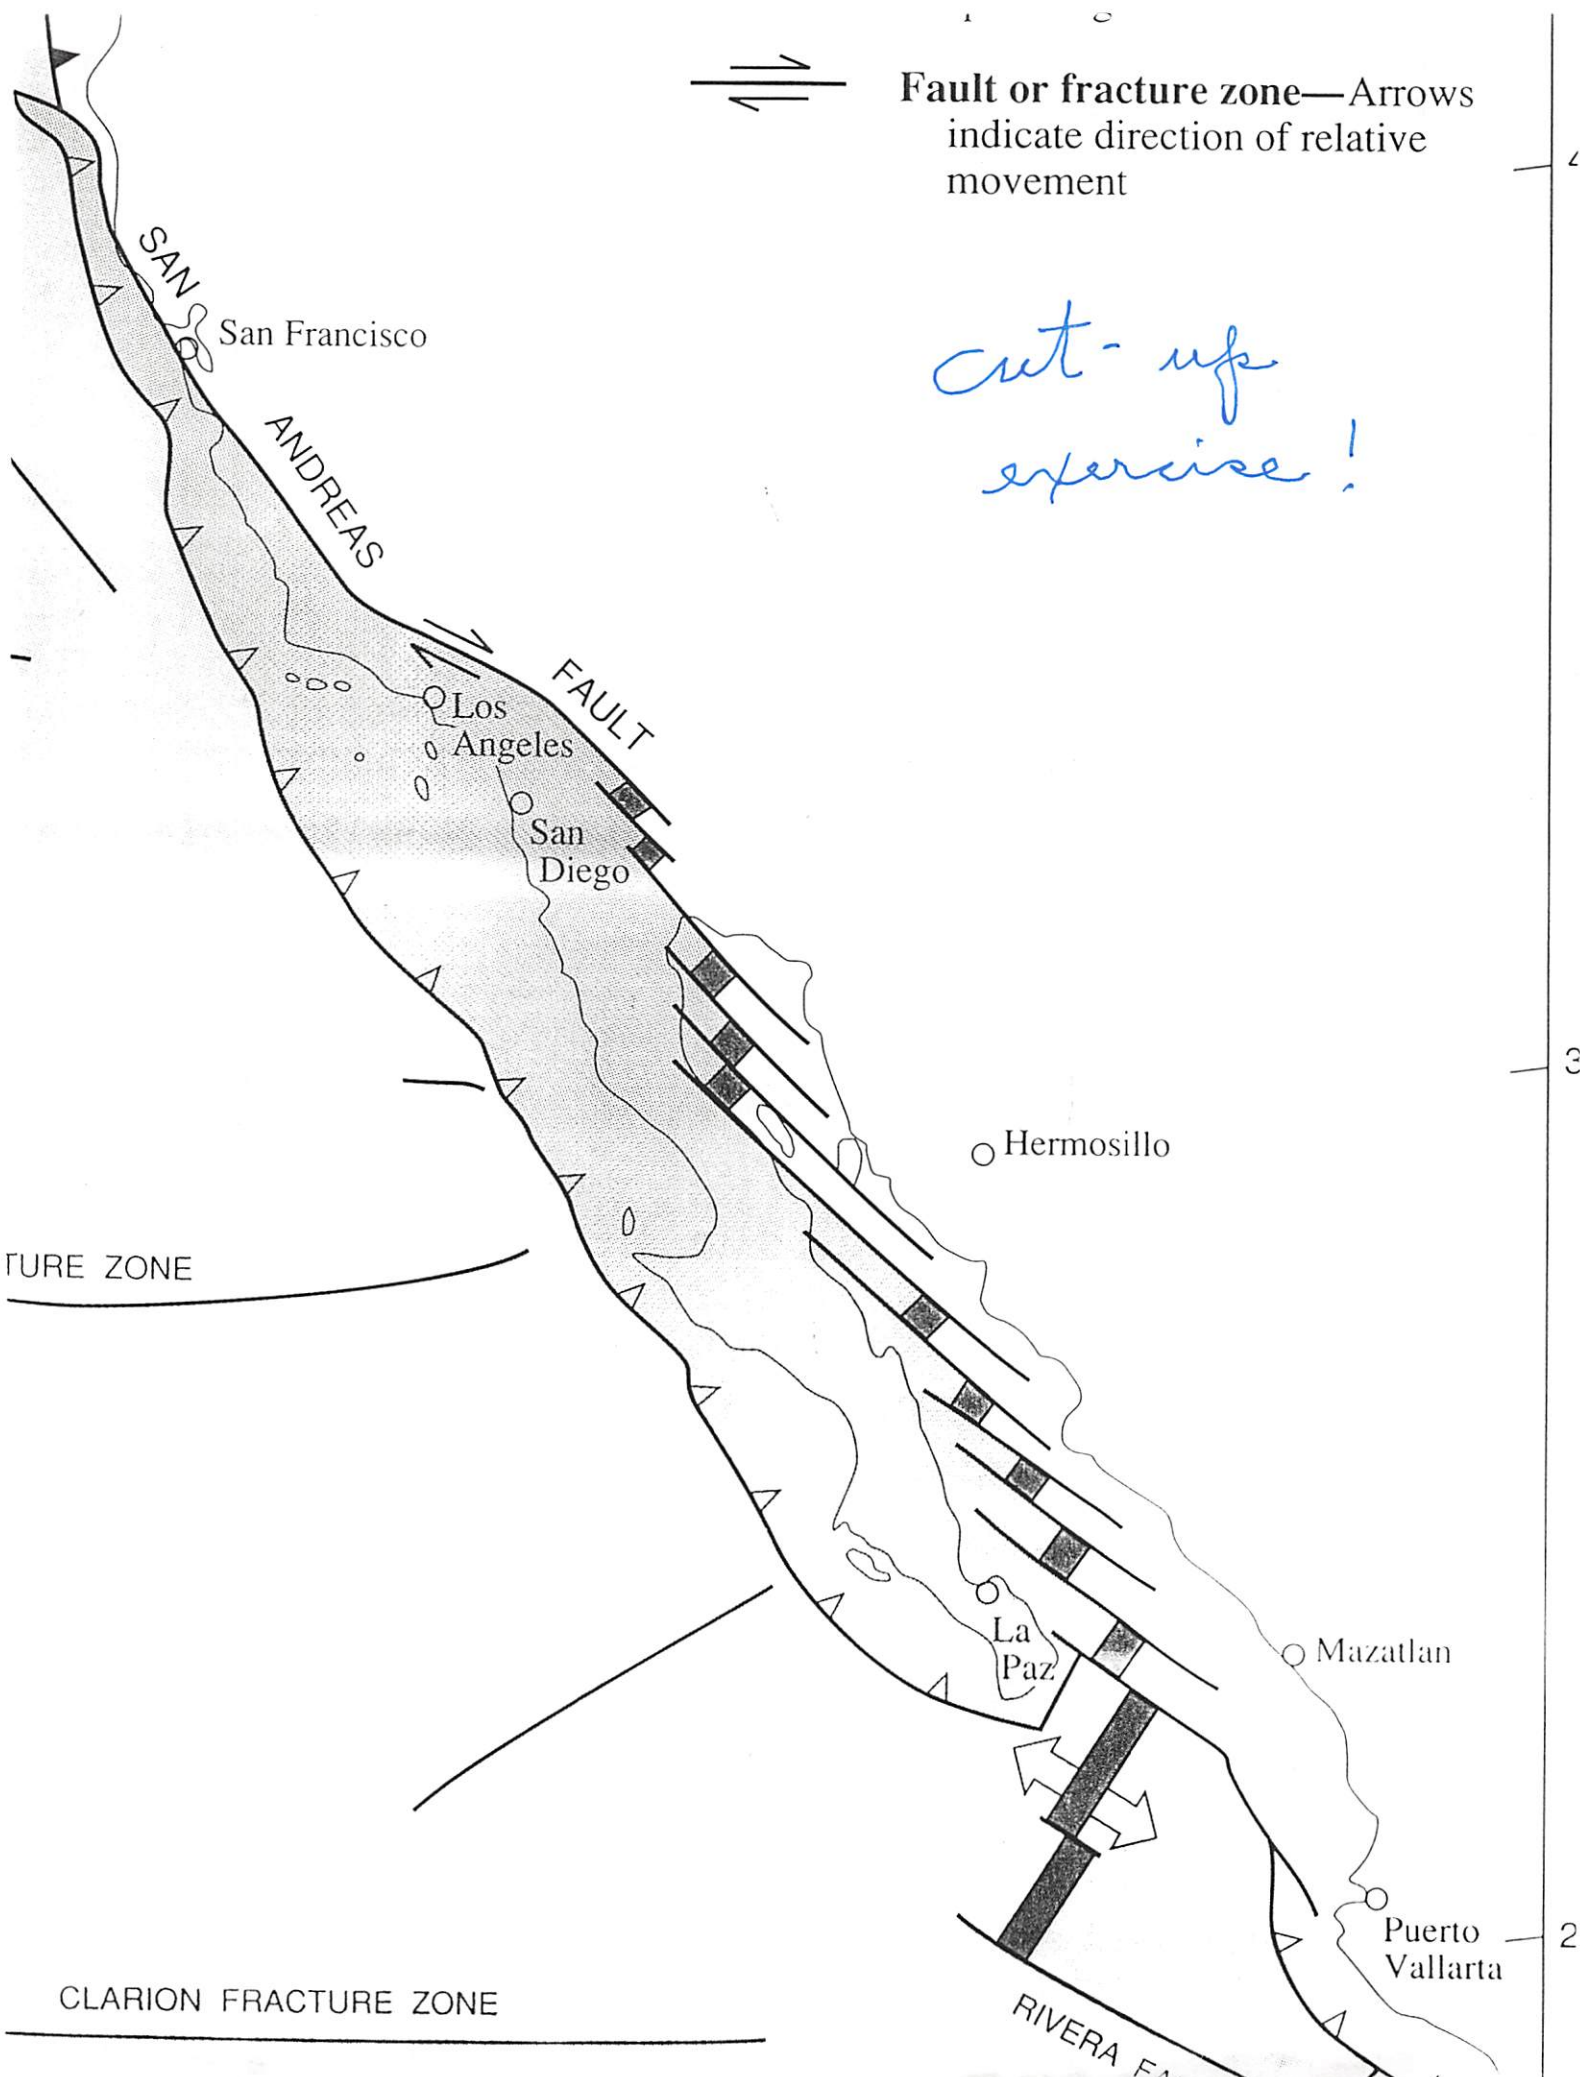 Fault or fracture zone—Arrows
indicate direction of relative
movement
SAN
San Francisco
cut-up
exercise!
ANDREAS
FAULT
Los
Angeles
San
Diego
3
Hermosillo
TURE ZONE
La
Paz
Mazatlan
Puerto
Vallarta
2
CLARION FRACTURE ZONE
RIVERA